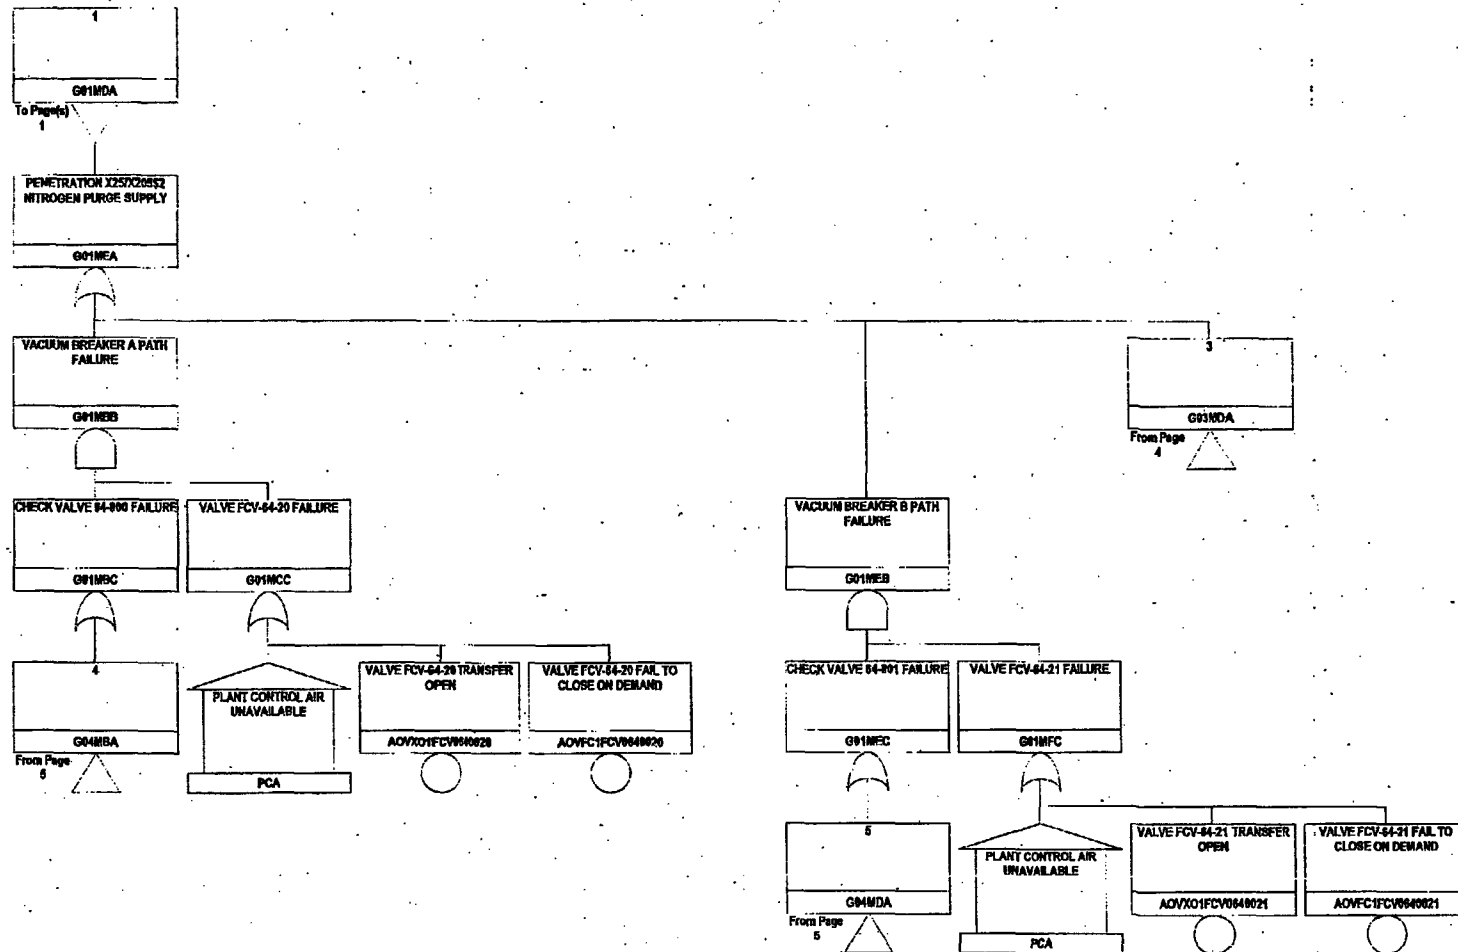 1
G01MDA
To Page(s)
1
PENETRATION X25/X205$2
NITROGEN PURGE SUPPLY
G01MEA
VACUUM BREAKER A PATH
FAILURE
G01MBB
3
G03MDA
From Page
4
CHECK VALVE 64-800 FAILURE
G01MBC
VALVE FCV-64-20 FAILURE
G01MCC
VACUUM BREAKER B PATH
FAILURE
G01MEB
4
G04MBA
From Page
5
PLANT CONTROL AIR
UNAVAILABLE
PCA
VALVE FCV-64-20 TRANSFER
OPEN
AOVXO1FCV0640020
VALVE FCV-64-20 FAIL TO
CLOSE ON DEMAND
AOVFC1FCV0640020
CHECK VALVE 64-801 FAILURE
G01MEC
VALVE FCV-64-21 FAILURE
G01MFC
5
G04MDA
From Page
5
PLANT CONTROL AIR
UNAVAILABLE
PCA
VALVE FCV-64-21 TRANSFER
OPEN
AOVXO1FCV0640021
VALVE FCV-64-21 FAIL TO
CLOSE ON DEMAND
AOVFC1FCV0640021